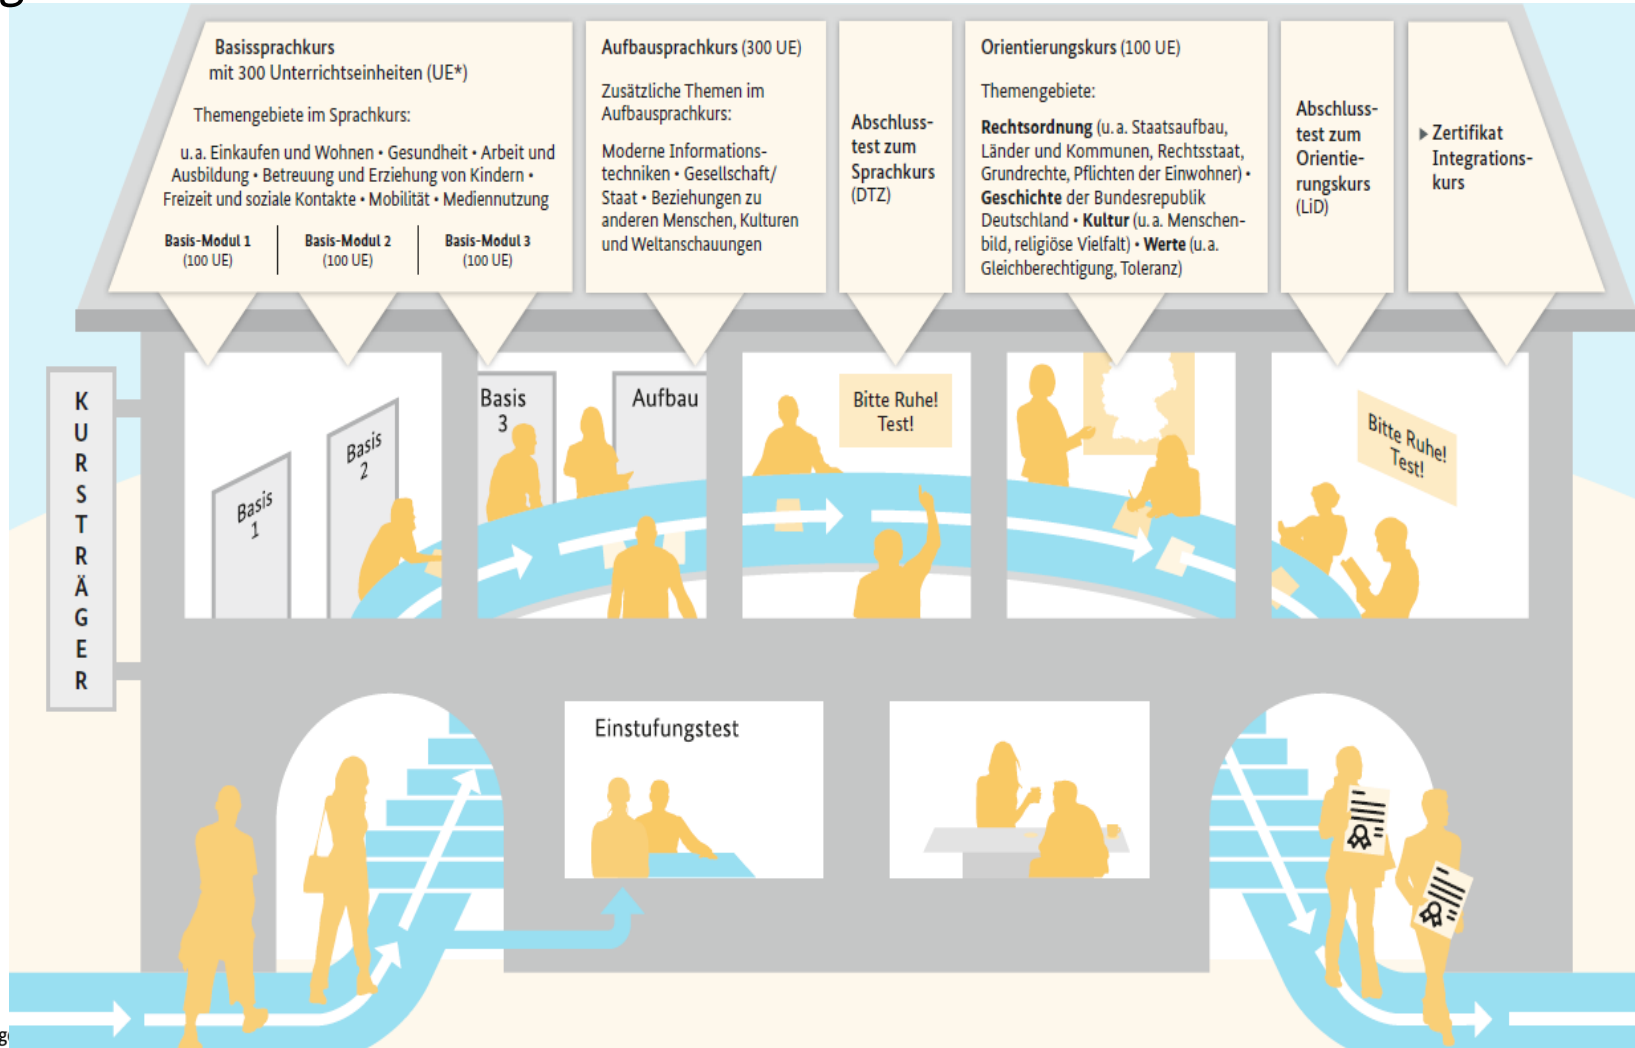 g
Basissprachkurs
mit 300 Unterrichtseinheiten (UE*)
Themengebiete im Sprachkurs:
u. a. Einkaufen und Wohnen • Gesundheit • Arbeit und
Ausbildung • Betreuung und Erziehung von Kindern •
Freizeit und soziale Kontakte • Mobilität • Mediennutzung
Basis-Modul 1
(100 UE)
Basis-Modul 2
(100 UE)
Basis-Modul 3
(100 UE)
Aufbausprachkurs (300 UE)
Zusätzliche Themen im
Aufbausprachkurs:
Moderne Informations-
techniken • Gesellschaft/
Staat • Beziehungen zu
anderen Menschen, Kulturen
und Weltanschauungen
Abschluss-
test zum
Sprachkurs
(DTZ)
Orientierungskurs (100 UE)
Themengebiete:
Rechtsordnung (u. a. Staatsaufbau,
Länder und Kommunen, Rechtsstaat,
Grundrechte, Pflichten der Einwohner) •
Geschichte der Bundesrepublik
Deutschland • Kultur (u. a. Menschen-
bild, religiöse Vielfalt) • Werte (u. a.
Gleichberechtigung, Toleranz)
Abschluss-
test zum
Orientie-
rungskurs
(LiD)
▸ Zertifikat
Integrations-
kurs
KURSTRÄGER
Basis
1
Basis
2
Basis
3
Aufbau
Bitte Ruhe!
Test!
Bitte Ruhe!
Test!
Einstufungstest